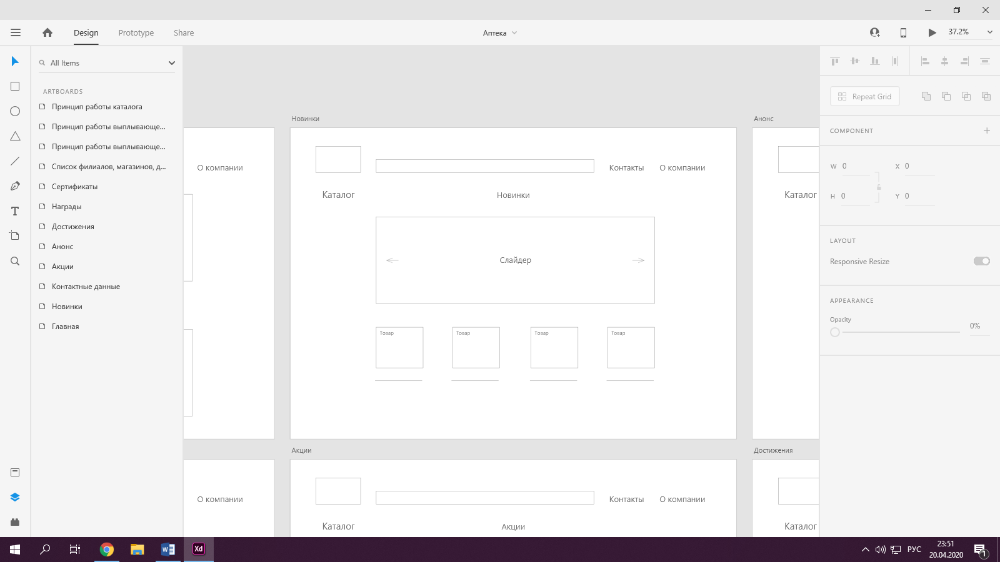 Design
Prototype
Share
Аптека
37.2%
All Items
ARTBOARDS
Принцип работы каталога
Принцип работы выплывающе...
Принцип работы выплывающе...
Список филиалов, магазинов, д...
Сертификаты
Награды
Достижения
Анонс
Акции
Контактные данные
Новинки
Главная
О компании
О компании
Новинки
Контакты
О компании
Каталог
Новинки
Слайдер
Товар
Товар
Товар
Товар
Акции
Контакты
О компании
Каталог
Акции
Анонс
Каталог
Достижения
Каталог
Repeat Grid
COMPONENT
W 0
X 0
H 0
Y 0
LAYOUT
Responsive Resize
APPEARANCE
Opacity
0%
Xd
РУС
23:51
20.04.2020
1